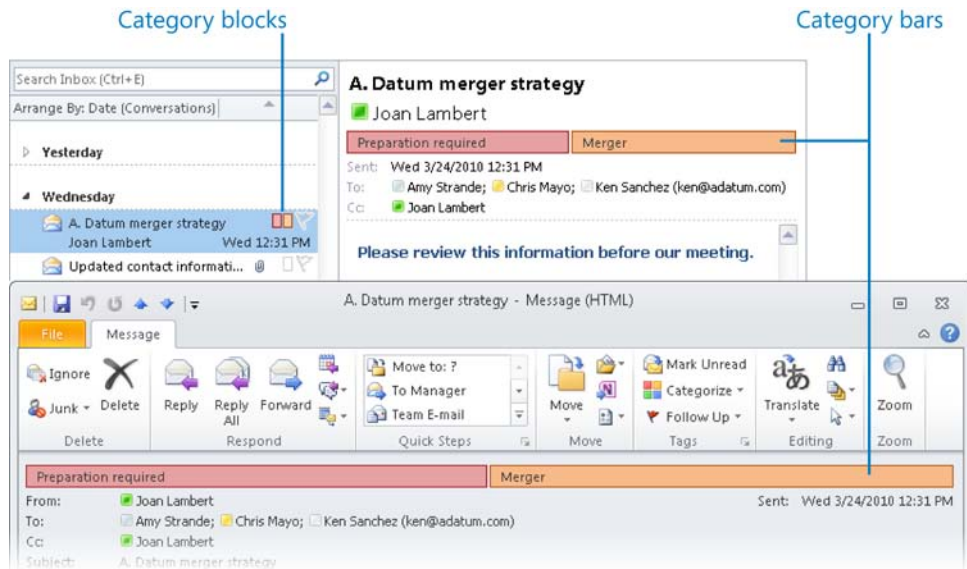 Category blocks
Category bars
Search Inbox (Ctrl+E)
Arrange By: Date (Conversations)
Yesterday
Wednesday
A. Datum merger strategy
Joan Lambert Wed 12:31 PM
Updated contact informati...
A. Datum merger strategy
Joan Lambert
Preparation required Merger
Sent: Wed 3/24/2010 12:31 PM
To: Amy Strande; Chris Mayo; Ken Sanchez (ken@adatum.com)
Cc: Joan Lambert
Please review this information before our meeting.
A. Datum merger strategy - Message (HTML)
File Message
Ignore
Junk
Delete
Delete
Reply
Reply All
Forward
Respond
Move to: ?
To Manager
Team E-mail
Quick Steps
Move
Move
Mark Unread
Categorize
Follow Up
Tags
Translate
Editing
Zoom
Zoom
Preparation required Merger
From: Joan Lambert Sent: Wed 3/24/2010 12:31 PM
To: Amy Strande; Chris Mayo; Ken Sanchez (ken@adatum.com)
Cc: Joan Lambert
Subject: A. Datum merger strategy